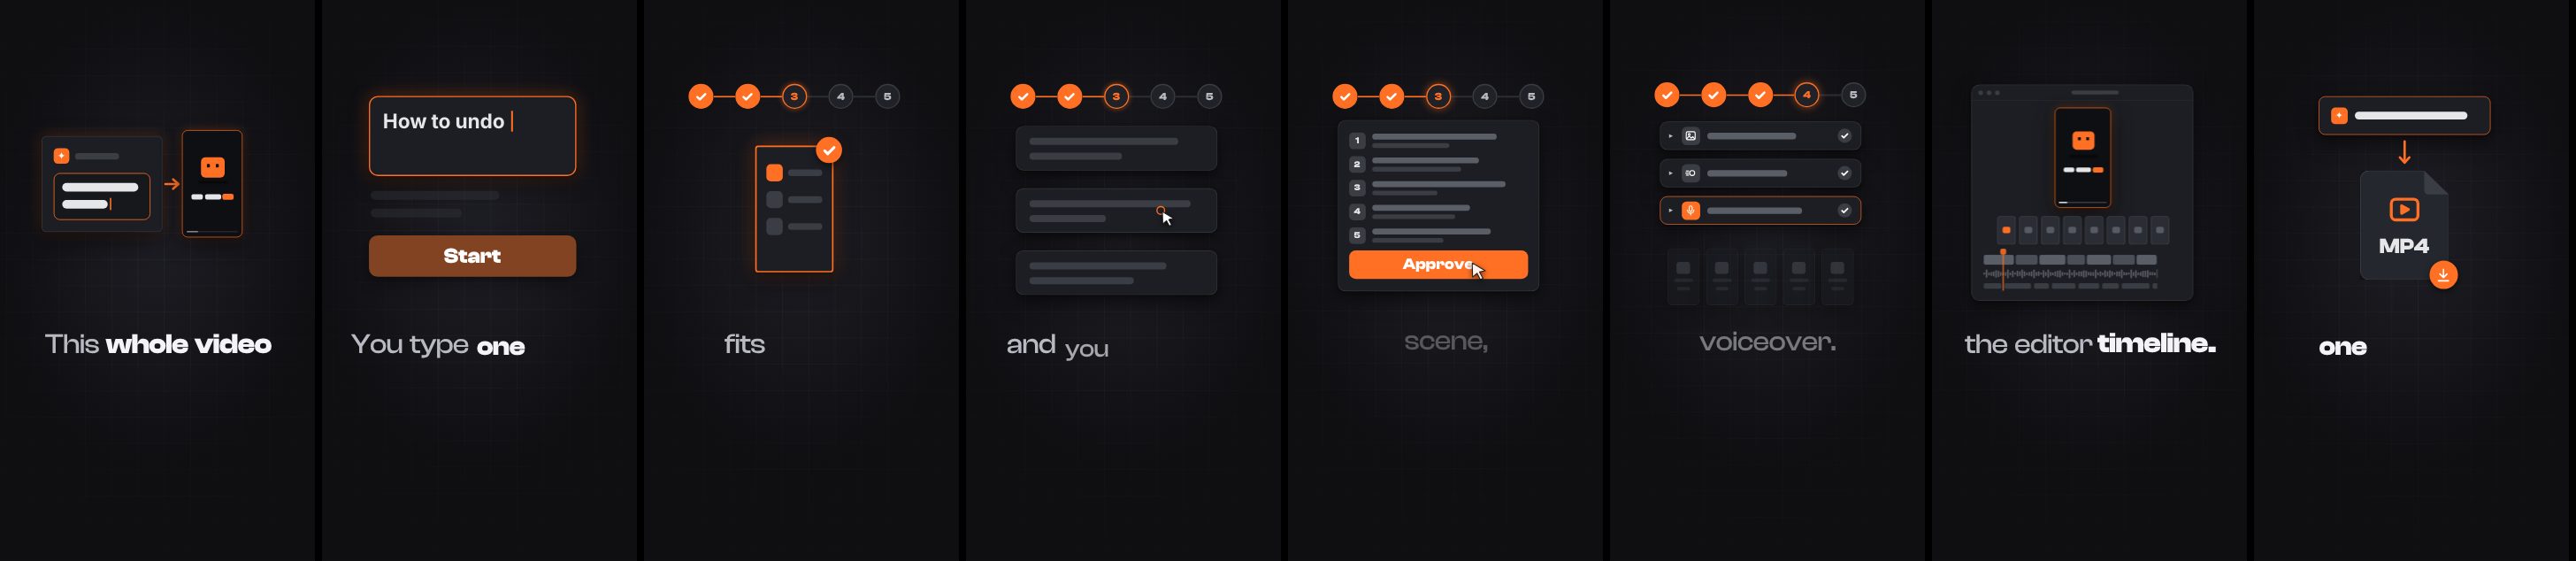 This whole video
How to undo
Start
You type one
3 4 5
fits
3 4 5
and you
3 4 5
1
2
3
4
5
Approve
scene,
4 5
voiceover.
the editor timeline.
MP4
one